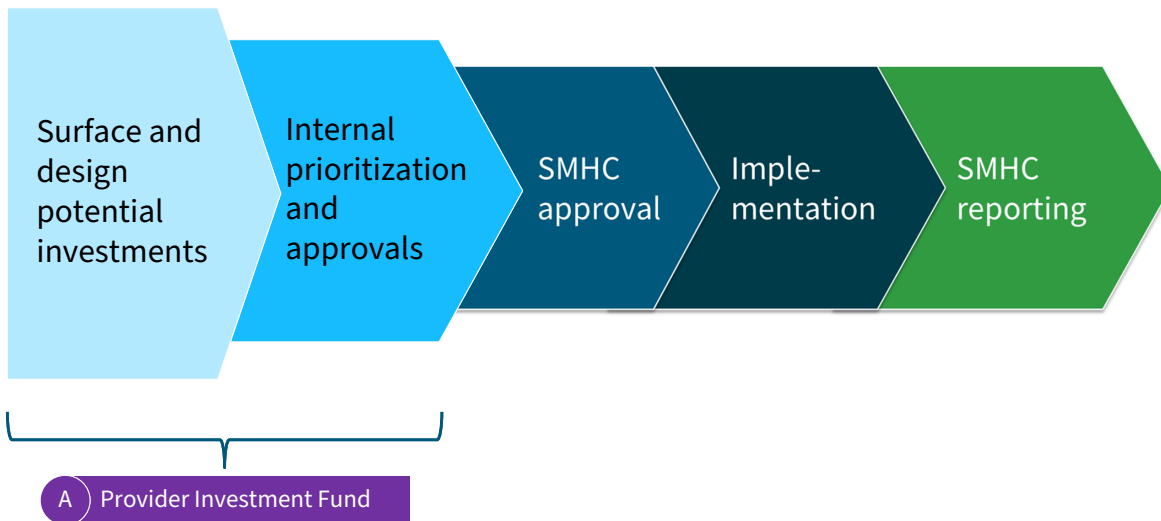 Surface and
design
potential
investments
Internal
prioritization
and
approvals
SMHC
approval
Imple-
mentation
SMHC
reporting
A Provider Investment Fund